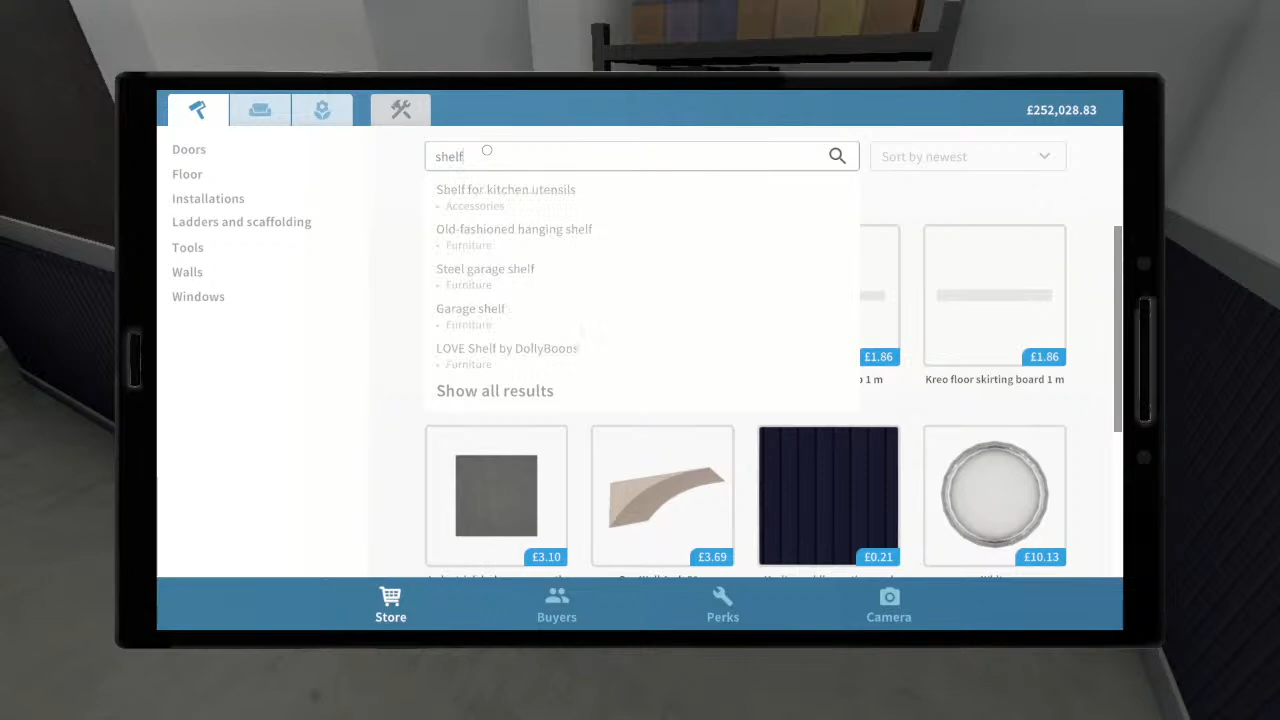 £252,028.83
Doors
Floor
Installations
Ladders and scaffolding
Tools
Walls
Windows
shelf
Sort by newest
Shelf for kitchen utensils
Accessories
Old-fashioned hanging shelf
Furniture
Steel garage shelf
Furniture
Garage shelf
Furniture
LOVE Shelf by DollyBoons
Furniture
Show all results
£1.86
£1.86
1 m
Kreo floor skirting board 1 m
£3.10
£3.69
£0.21
£10.13
Store
Buyers
Perks
Camera